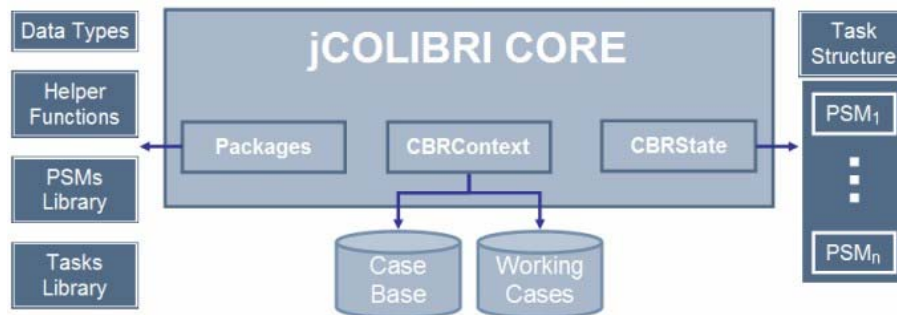 Data Types
Helper
Functions
PSMs
Library
Tasks
Library
jCOLIBRI CORE
Packages
CBRContext
CBRState
Case
Base
Working
Cases
Task
Structure
PSM₁
PSMₙ